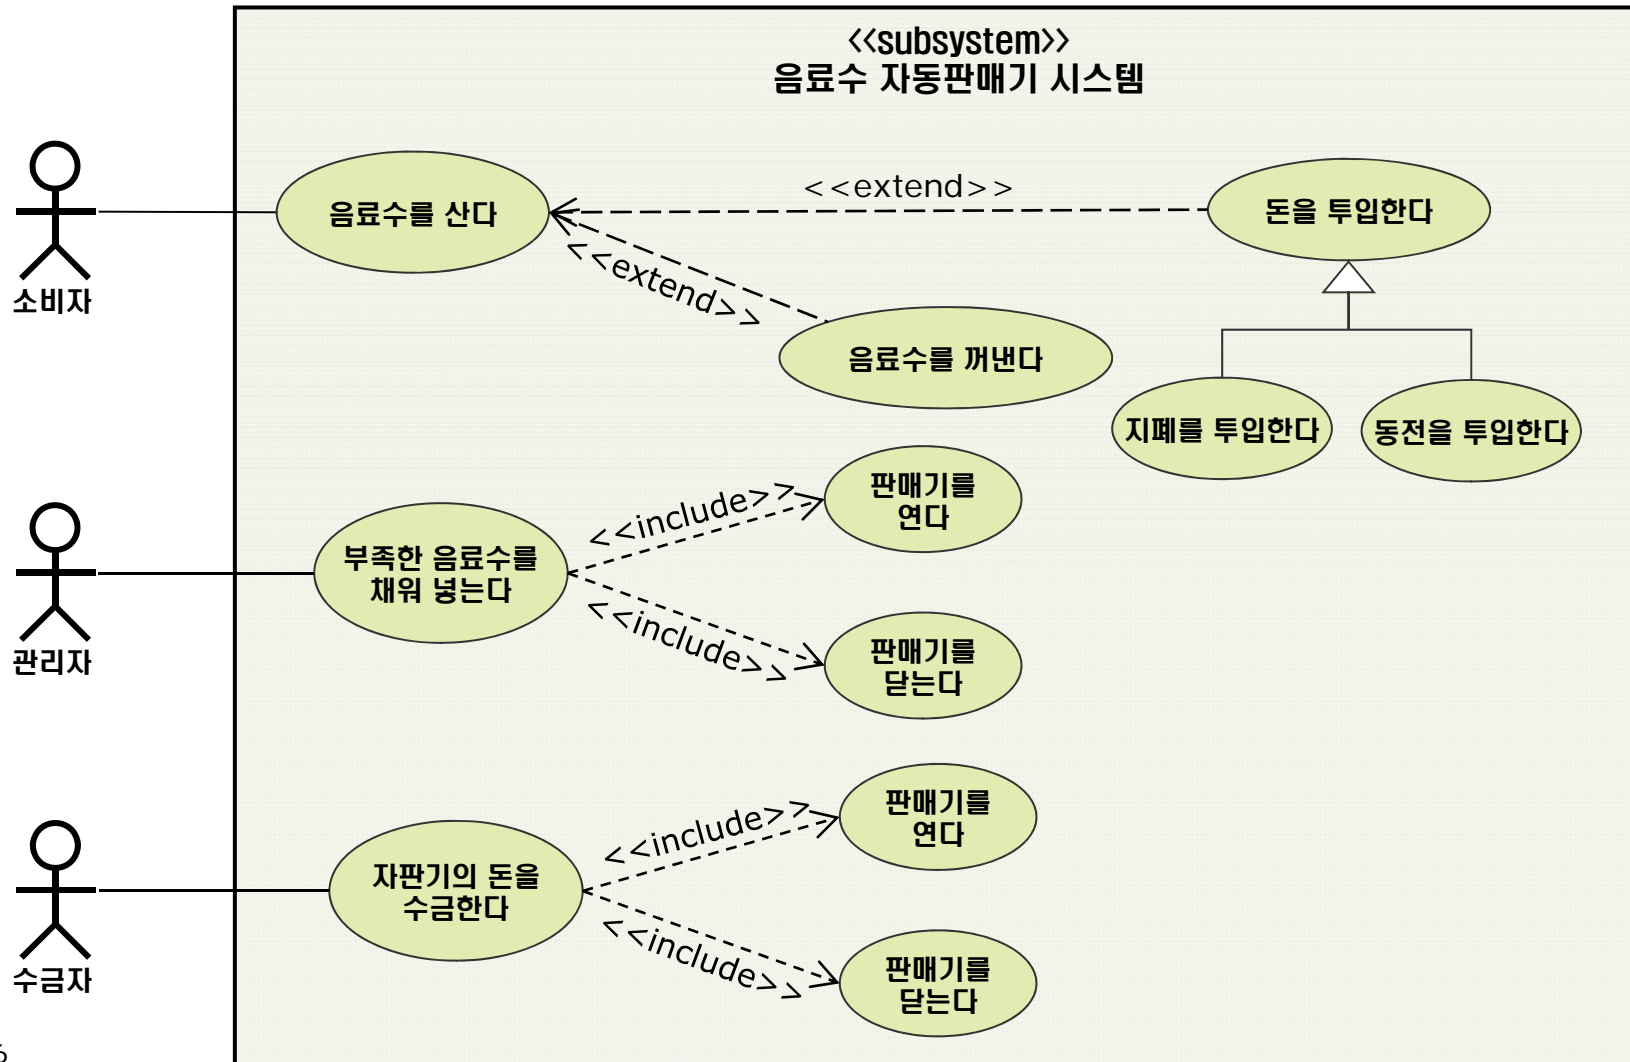 <<subsystem>>
음료수 자동판매기 시스템
<<extend>>
음료수를 산다
돈을 투입한다
<<extend>>
소비자
음료수를 꺼낸다
지폐를 투입한다
동전을 투입한다
판매기를
연다
<<include>>
부족한 음료수를
채워 넣는다
<<include>>
판매기를
닫는다
관리자
판매기를
연다
<<include>>
자판기의 돈을
수금한다
<<include>>
판매기를
닫는다
수금자